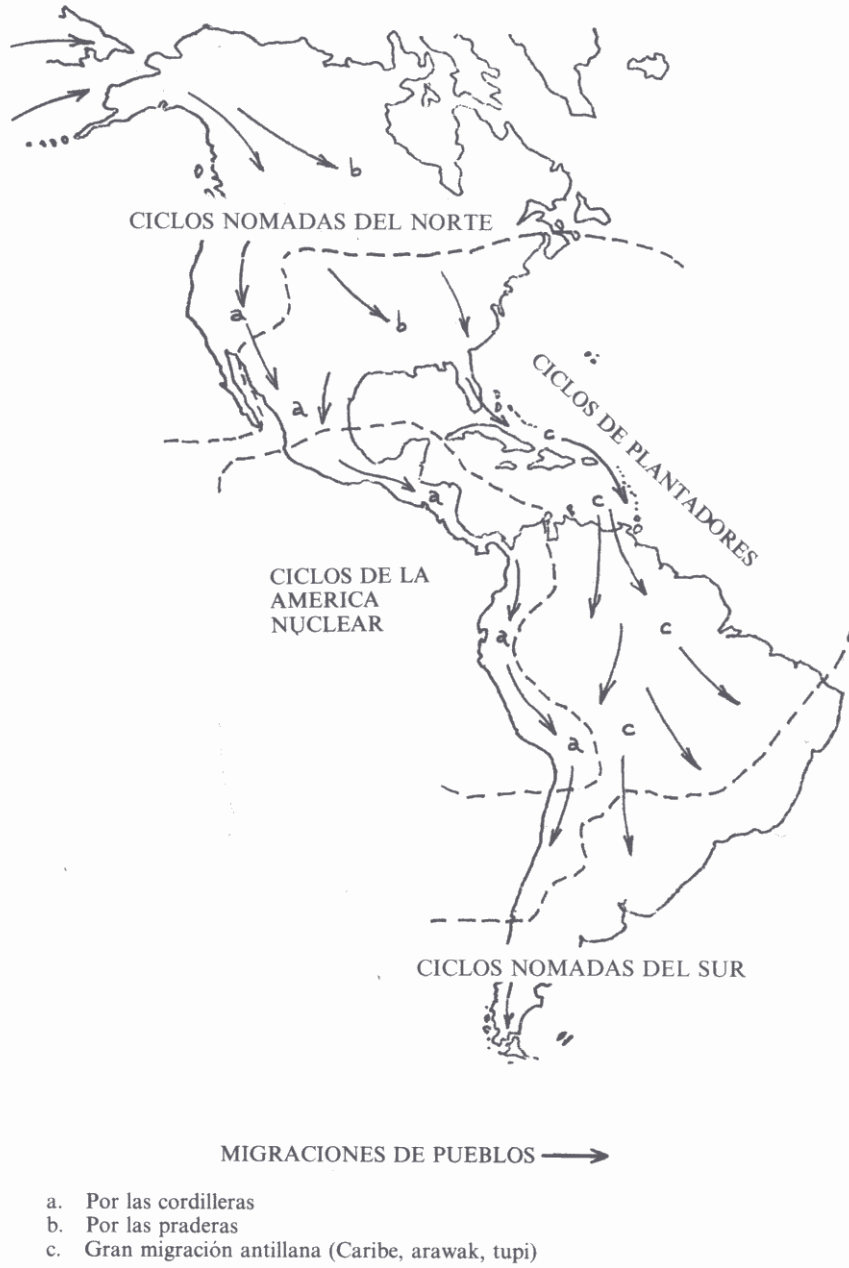 b
CICLOS NOMADAS DEL NORTE
a
b
CICLOS DE PLANTADORES
a
c
a
c
CICLOS DE LA
AMERICA
NUCLEAR
a
c
a
c
CICLOS NOMADAS DEL SUR
MIGRACIONES DE PUEBLOS
a. Por las cordilleras
b. Por las praderas
c. Gran migración antillana (Caribe, arawak, tupi)